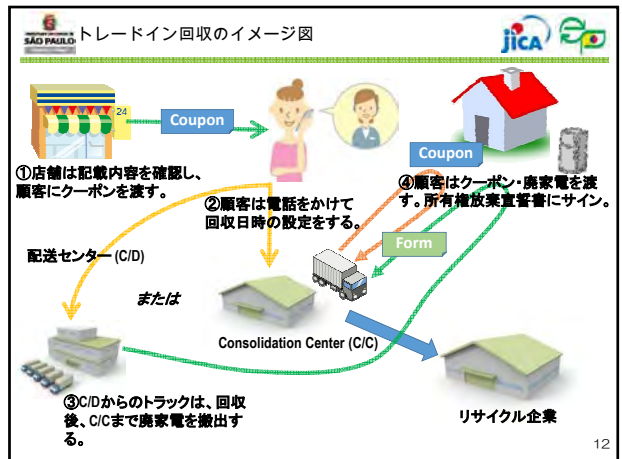 SÃO PAULO
トレードイン回収のイメージ図
jICA
24
Coupon
①店舗は記載内容を確認し、
顧客にクーポンを渡す。
②顧客は電話をかけて
回収日時の設定をする。
Coupon
④顧客はクーポン・廃家電を渡
す。所有権放棄宣誓書にサイン。
Form
配送センター (C/D)
または
Consolidation Center (C/C)
③C/Dからのトラックは、回収
後、C/Cまで廃家電を搬出す
る。
リサイクル企業
12